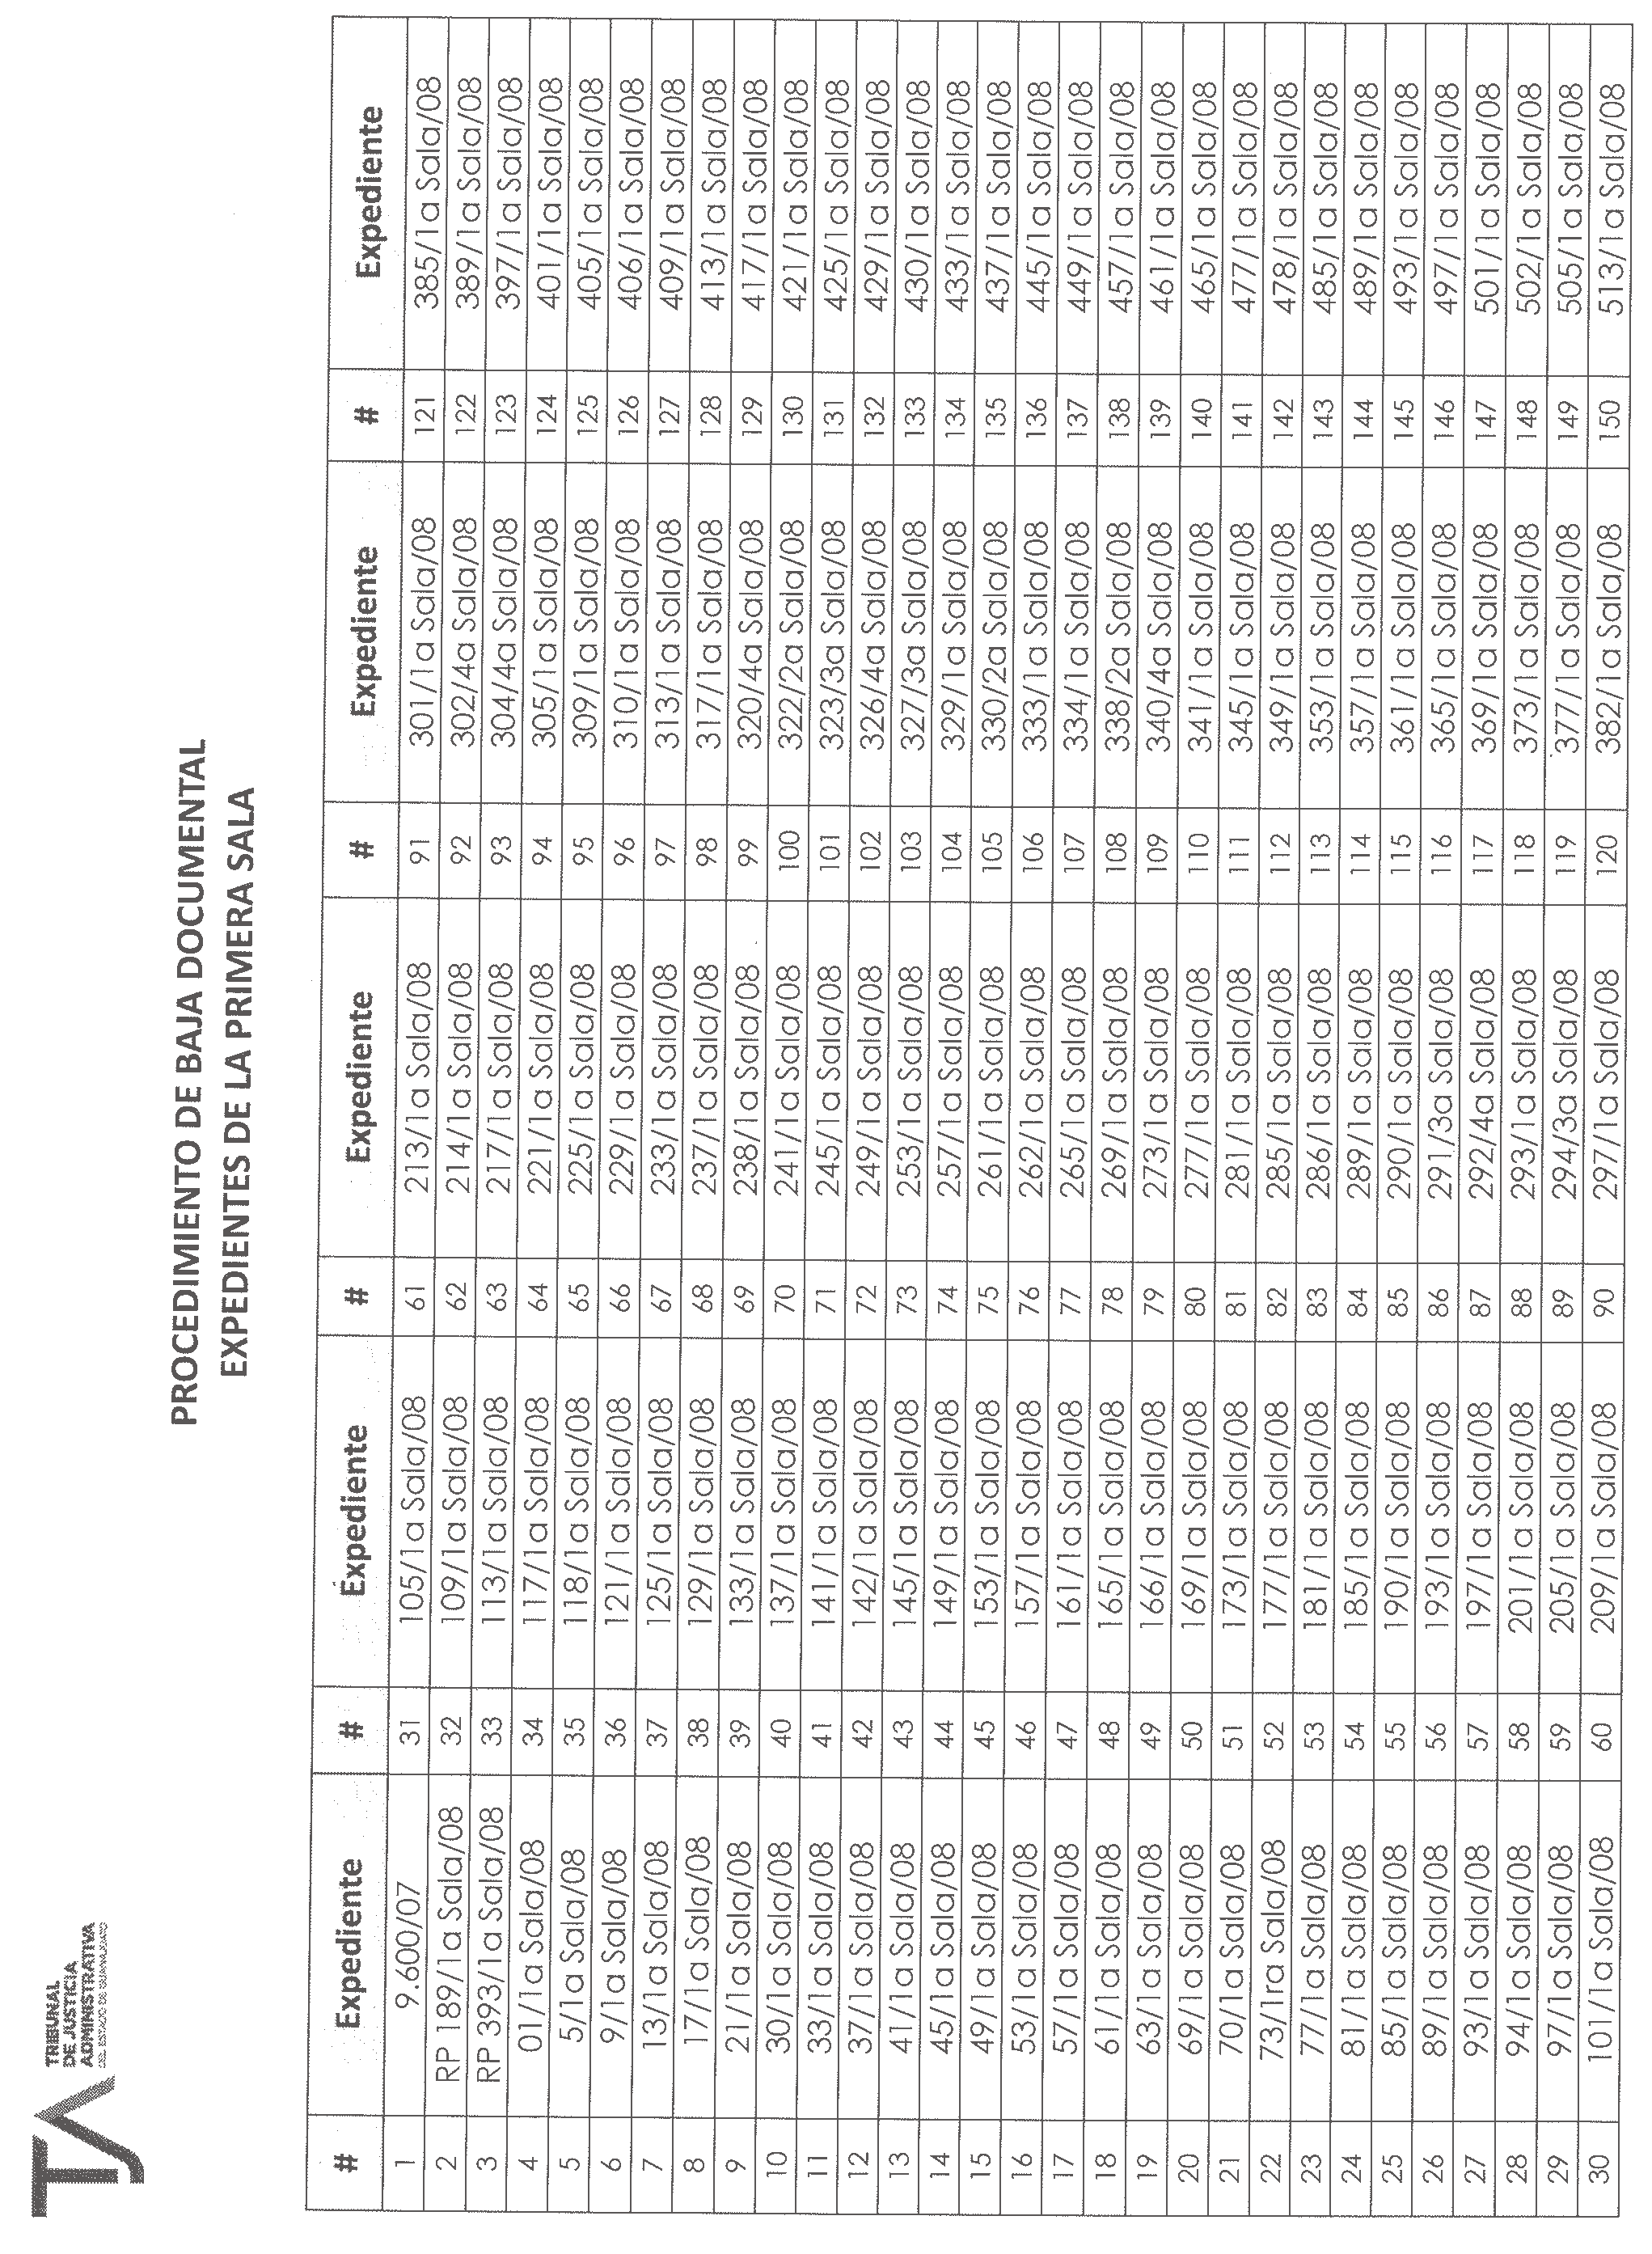 TRIBUNAL
DE JUSTICIA
ADMINISTRATIVA
DEL ESTADO DE GUANAJUATO
PROCEDIMIENTO DE BAJA DOCUMENTAL
EXPEDIENTES DE LA PRIMERA SALA
# Expediente # Expediente # Expediente # Expediente # Expediente
1 9.600/07 31 105/1a Sala/08 61 213/1a Sala/08 91 301/1a Sala/08 121 385/1a Sala/08
2 RP 189/1a Sala/08 32 109/1a Sala/08 62 214/1a Sala/08 92 302/4a Sala/08 122 389/1a Sala/08
3 RP 393/1a Sala/08 33 113/1a Sala/08 63 217/1a Sala/08 93 304/4a Sala/08 123 397/1a Sala/08
4 01/1a Sala/08 34 117/1a Sala/08 64 221/1a Sala/08 94 305/1a Sala/08 124 401/1a Sala/08
5 5/1a Sala/08 35 118/1a Sala/08 65 225/1a Sala/08 95 309/1a Sala/08 125 405/1a Sala/08
6 9/1a Sala/08 36 121/1a Sala/08 66 229/1a Sala/08 96 310/1a Sala/08 126 406/1a Sala/08
7 13/1a Sala/08 37 125/1a Sala/08 67 233/1a Sala/08 97 313/1a Sala/08 127 409/1a Sala/08
8 17/1a Sala/08 38 129/1a Sala/08 68 237/1a Sala/08 98 317/1a Sala/08 128 413/1a Sala/08
9 21/1a Sala/08 39 133/1a Sala/08 69 238/1a Sala/08 99 320/4a Sala/08 129 417/1a Sala/08
10 30/1a Sala/08 40 137/1a Sala/08 70 241/1a Sala/08 100 322/2a Sala/08 130 421/1a Sala/08
11 33/1a Sala/08 41 141/1a Sala/08 71 245/1a Sala/08 101 323/3a Sala/08 131 425/1a Sala/08
12 37/1a Sala/08 42 142/1a Sala/08 72 249/1a Sala/08 102 326/4a Sala/08 132 429/1a Sala/08
13 41/1a Sala/08 43 145/1a Sala/08 73 253/1a Sala/08 103 327/3a Sala/08 133 430/1a Sala/08
14 45/1a Sala/08 44 149/1a Sala/08 74 257/1a Sala/08 104 329/1a Sala/08 134 433/1a Sala/08
15 49/1a Sala/08 45 153/1a Sala/08 75 261/1a Sala/08 105 330/2a Sala/08 135 437/1a Sala/08
16 53/1a Sala/08 46 157/1a Sala/08 76 262/1a Sala/08 106 333/1a Sala/08 136 445/1a Sala/08
17 57/1a Sala/08 47 161/1a Sala/08 77 265/1a Sala/08 107 334/1a Sala/08 137 449/1a Sala/08
18 61/1a Sala/08 48 165/1a Sala/08 78 269/1a Sala/08 108 338/2a Sala/08 138 457/1a Sala/08
19 63/1a Sala/08 49 166/1a Sala/08 79 273/1a Sala/08 109 340/4a Sala/08 139 461/1a Sala/08
20 69/1a Sala/08 50 169/1a Sala/08 80 277/1a Sala/08 110 341/1a Sala/08 140 465/1a Sala/08
21 70/1a Sala/08 51 173/1a Sala/08 81 281/1a Sala/08 111 345/1a Sala/08 141 477/1a Sala/08
22 73/1ra Sala/08 52 177/1a Sala/08 82 285/1a Sala/08 112 349/1a Sala/08 142 478/1a Sala/08
23 77/1a Sala/08 53 181/1a Sala/08 83 286/1a Sala/08 113 353/1a Sala/08 143 485/1a Sala/08
24 81/1a Sala/08 54 185/1a Sala/08 84 289/1a Sala/08 114 357/1a Sala/08 144 489/1a Sala/08
25 85/1a Sala/08 55 190/1a Sala/08 85 290/1a Sala/08 115 361/1a Sala/08 145 493/1a Sala/08
26 89/1a Sala/08 56 193/1a Sala/08 86 291/3a Sala/08 116 365/1a Sala/08 146 497/1a Sala/08
27 93/1a Sala/08 57 197/1a Sala/08 87 292/4a Sala/08 117 369/1a Sala/08 147 501/1a Sala/08
28 94/1a Sala/08 58 201/1a Sala/08 88 293/1a Sala/08 118 373/1a Sala/08 148 502/1a Sala/08
29 97/1a Sala/08 59 205/1a Sala/08 89 294/3a Sala/08 119 377/1a Sala/08 149 505/1a Sala/08
30 101/1a Sala/08 60 209/1a Sala/08 90 297/1a Sala/08 120 382/1a Sala/08 150 513/1a Sala/08